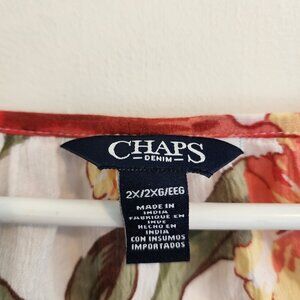 CHAPS
DENIM
2X/2XG/EEG
MADE IN
INDIA
FABRIQUE EN
INDE
HECHO EN
INDIA
CON INSUMOS
IMPORTADOS